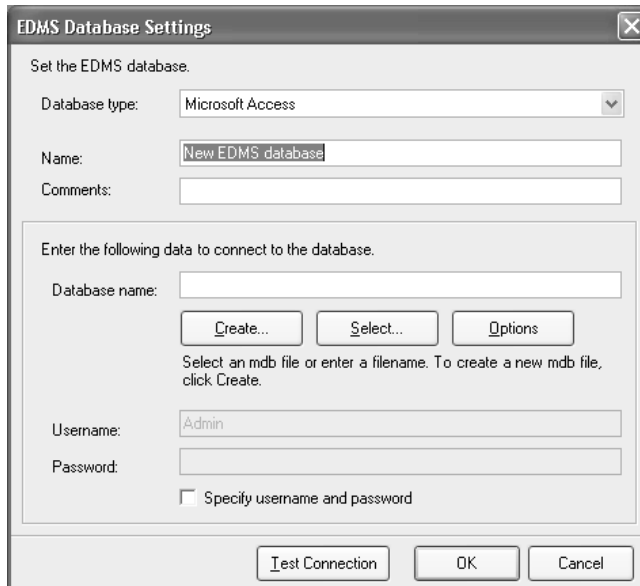 EDMS Database Settings
Set the EDMS database.
Database type: Microsoft Access
Name: New EDMS database
Comments:
Enter the following data to connect to the database.
Database name:
Create... Select... Options
Select an mdb file or enter a filename. To create a new mdb file,
click Create.
Username: Admin
Password:
Specify username and password
Test Connection OK Cancel